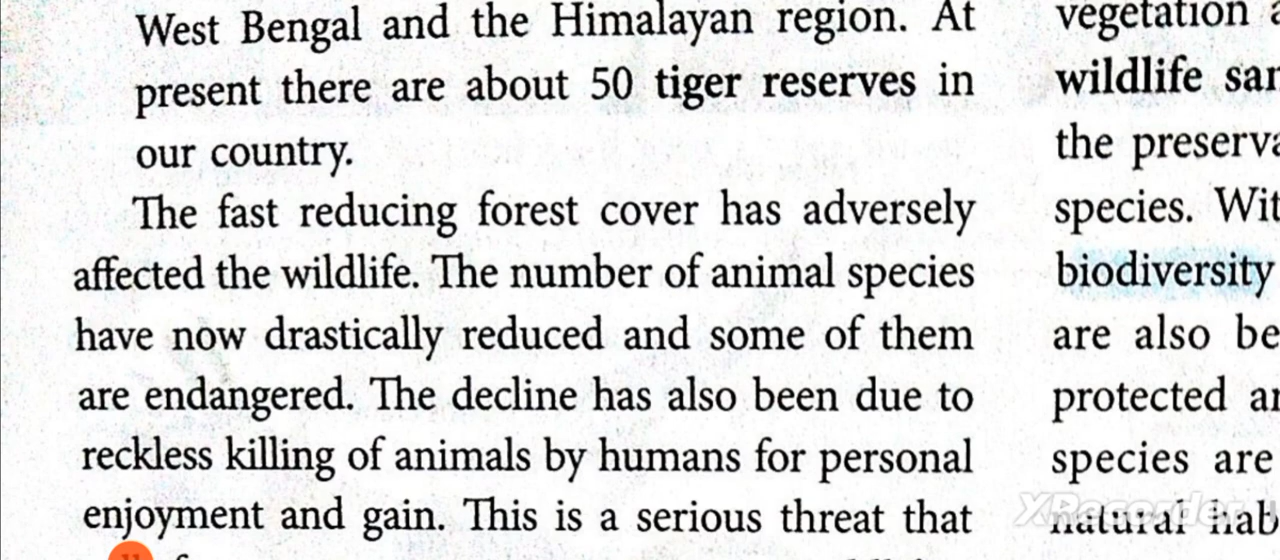 West Bengal and the Himalayan region. At
present there are about 50 tiger reserves in
our country.
The fast reducing forest cover has adversely
affected the wildlife. The number of animal species
have now drastically reduced and some of them
are endangered. The decline has also been due to
reckless killing of animals by humans for personal
enjoyment and gain. This is a serious threat that
vegetation
wildlife
the
species.
biodiversity
are also
protected
species are
natural
XRecorder